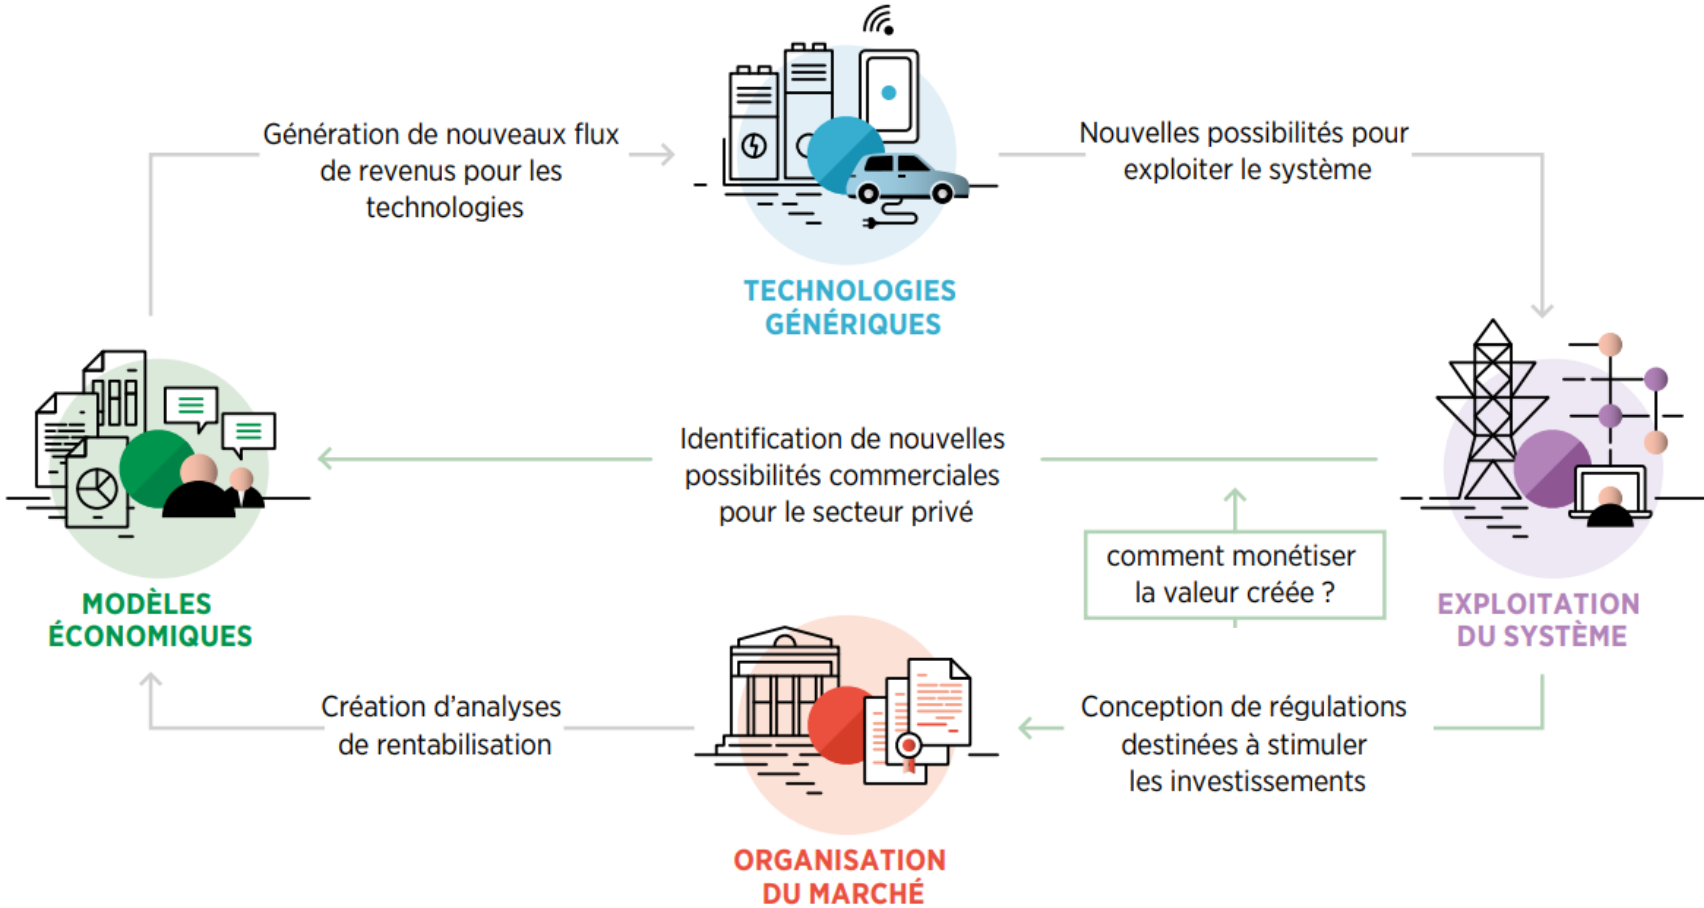 Génération de nouveaux flux
de revenus pour les
technologies
Nouvelles possibilités pour
exploiter le système
TECHNOLOGIES
GÉNÉRIQUES
Identification de nouvelles
possibilités commerciales
pour le secteur privé
comment monétiser
la valeur créée ?
MODÈLES
ÉCONOMIQUES
EXPLOITATION
DU SYSTÈME
Création d'analyses
de rentabilisation
Conception de régulations
destinées à stimuler
les investissements
ORGANISATION
DU MARCHÉ